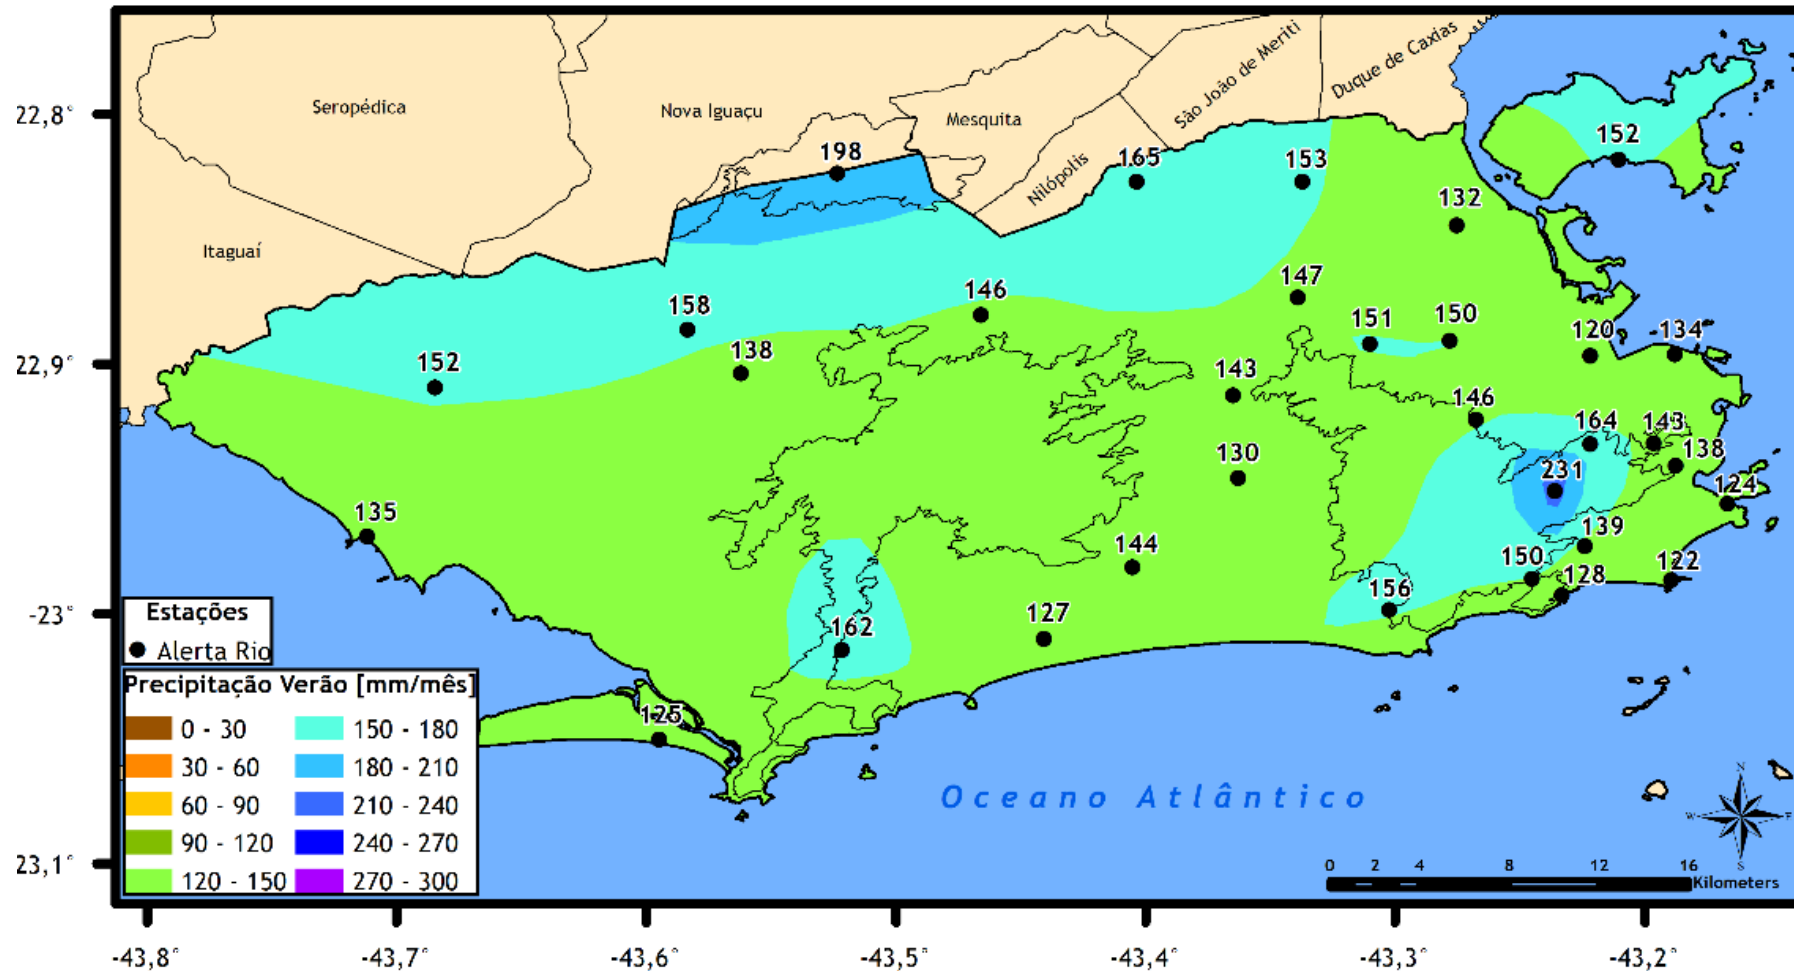 22,8°
22,9°
-23°
23,1°
-43,8°
-43,7°
-43,6°
-43,5°
-43,4°
-43,3°
-43,2°
Seropédica
Nova Iguaçu
Mesquita
São João de Meriti
Duque de Caxias
Nilópolis
Itaguaí
198
165
153
152
132
147
158
146
151
150
120
134
152
138
143
146
164
143
138
130
231
124
135
139
144
150
122
156
128
127
162
125
Estações
Alerta Rio
Precipitação Verão [mm/mês]
0 - 30
30 - 60
60 - 90
90 - 120
120 - 150
150 - 180
180 - 210
210 - 240
240 - 270
270 - 300
Oceano Atlântico
N
W
E
S
0 2 4 8 12 16
Kilometers